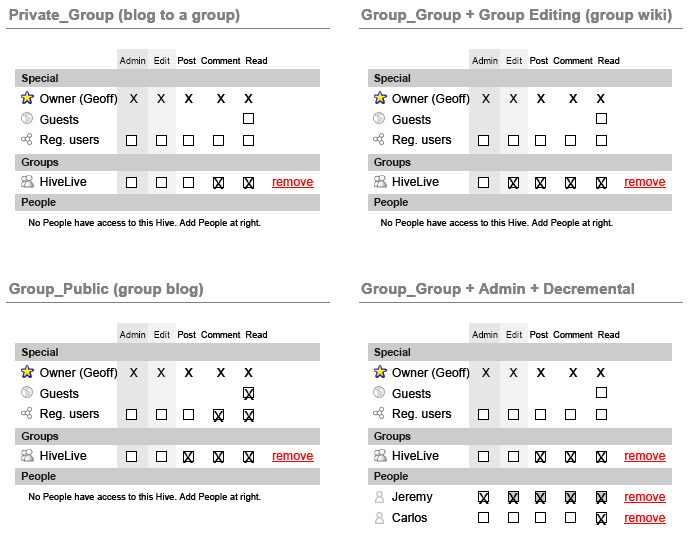 Private_Group (blog to a group)
Admin Edit Post Comment Read
Special
Owner (Geoff) X X X X X
Guests
Reg. users
Groups
HiveLive remove
People
No People have access to this Hive. Add People at right.
Group_Group + Group Editing (group wiki)
Admin Edit Post Comment Read
Special
Owner (Geoff) X X X X X
Guests
Reg. users
Groups
HiveLive remove
People
No People have access to this Hive. Add People at right.
Group_Public (group blog)
Admin Edit Post Comment Read
Special
Owner (Geoff) X X X X X
Guests
Reg. users
Groups
HiveLive remove
People
No People have access to this Hive. Add People at right.
Group_Group + Admin + Decremental
Admin Edit Post Comment Read
Special
Owner (Geoff) X X X X X
Guests
Reg. users
Groups
HiveLive remove
People
Jeremy remove
Carlos remove